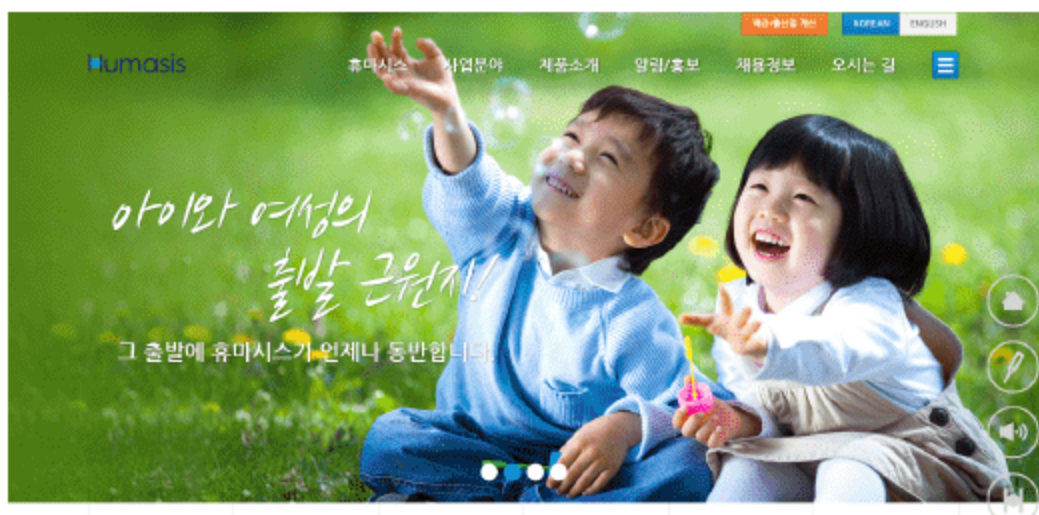 KOREAN ENGLISH
Humasis 휴마시스 사업분야 제품소개 알림/홍보 채용정보 오시는 길
아이와 여성의
출발 근원지!
그 출발에 휴마시스가 언제나 동반합니다.